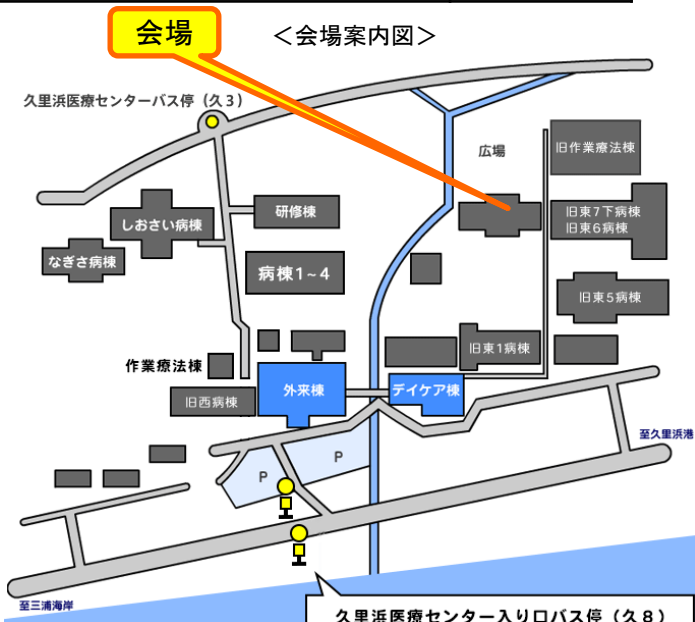 会場
＜会場案内図＞
久里浜医療センターバス停（久３）
広場
旧作業療法棟
しおさい病棟
研修棟
旧東７下病棟
旧東６病棟
なぎさ病棟
病棟1~4
旧東５病棟
旧東１病棟
作業療法棟
外来棟
デイケア棟
旧西病棟
至久里浜港
P
P
至三浦海岸
久里浜医療センター入り口バス停（久８）